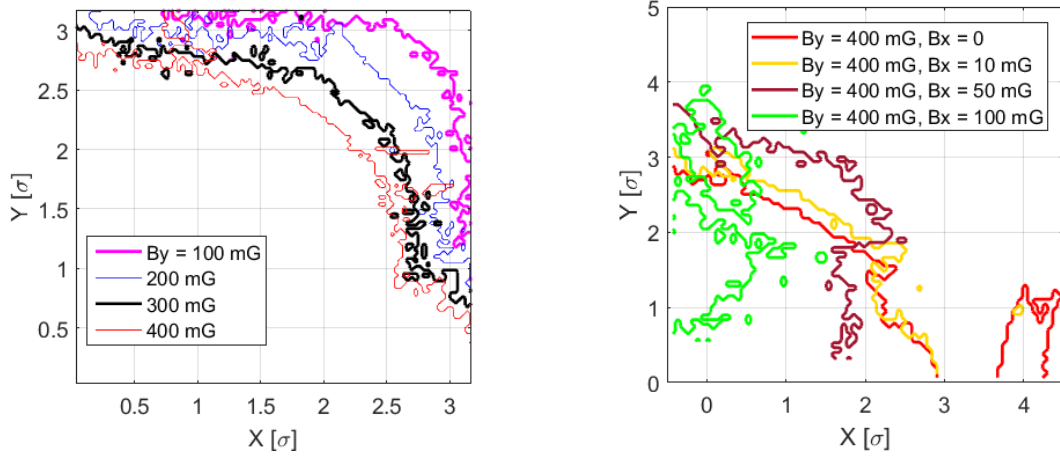 3
2.5
2
1.5
1
0.5
Y [σ]
By = 100 mG
200 mG
300 mG
400 mG
0.5 1 1.5 2 2.5 3
X [σ]
5
4
3
2
1
0
Y [σ]
By = 400 mG, Bx = 0
By = 400 mG, Bx = 10 mG
By = 400 mG, Bx = 50 mG
By = 400 mG, Bx = 100 mG
0 1 2 3 4
X [σ]